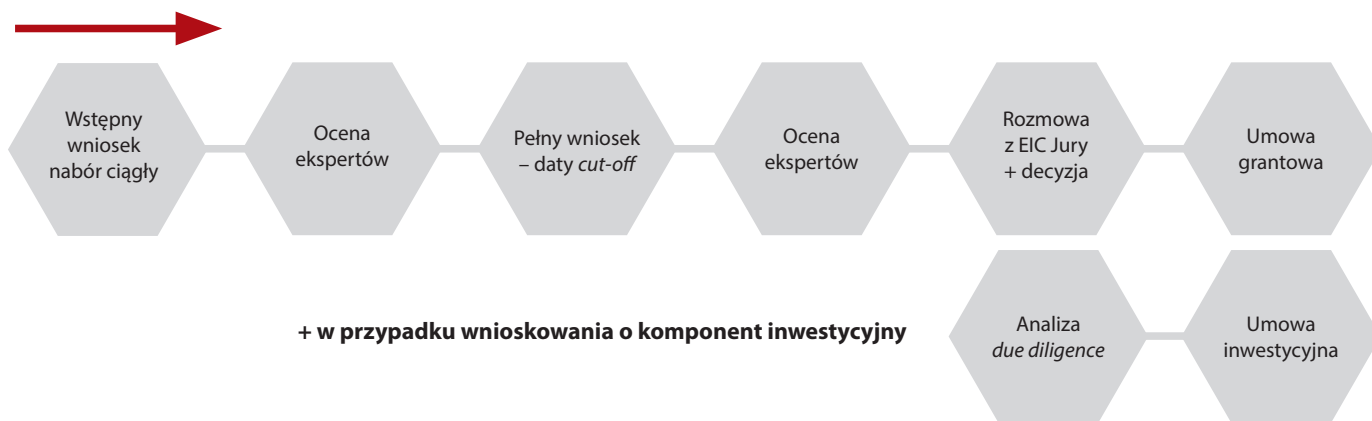 Wstępny
wniosek
nabór ciągły
Ocena
ekspertów
Pełny wniosek
– daty cut-off
Ocena
ekspertów
Rozmowa
z EIC Jury
+ decyzja
Umowa
grantowa
+ w przypadku wnioskowania o komponent inwestycyjny
Analiza
due diligence
Umowa
inwestycyjna